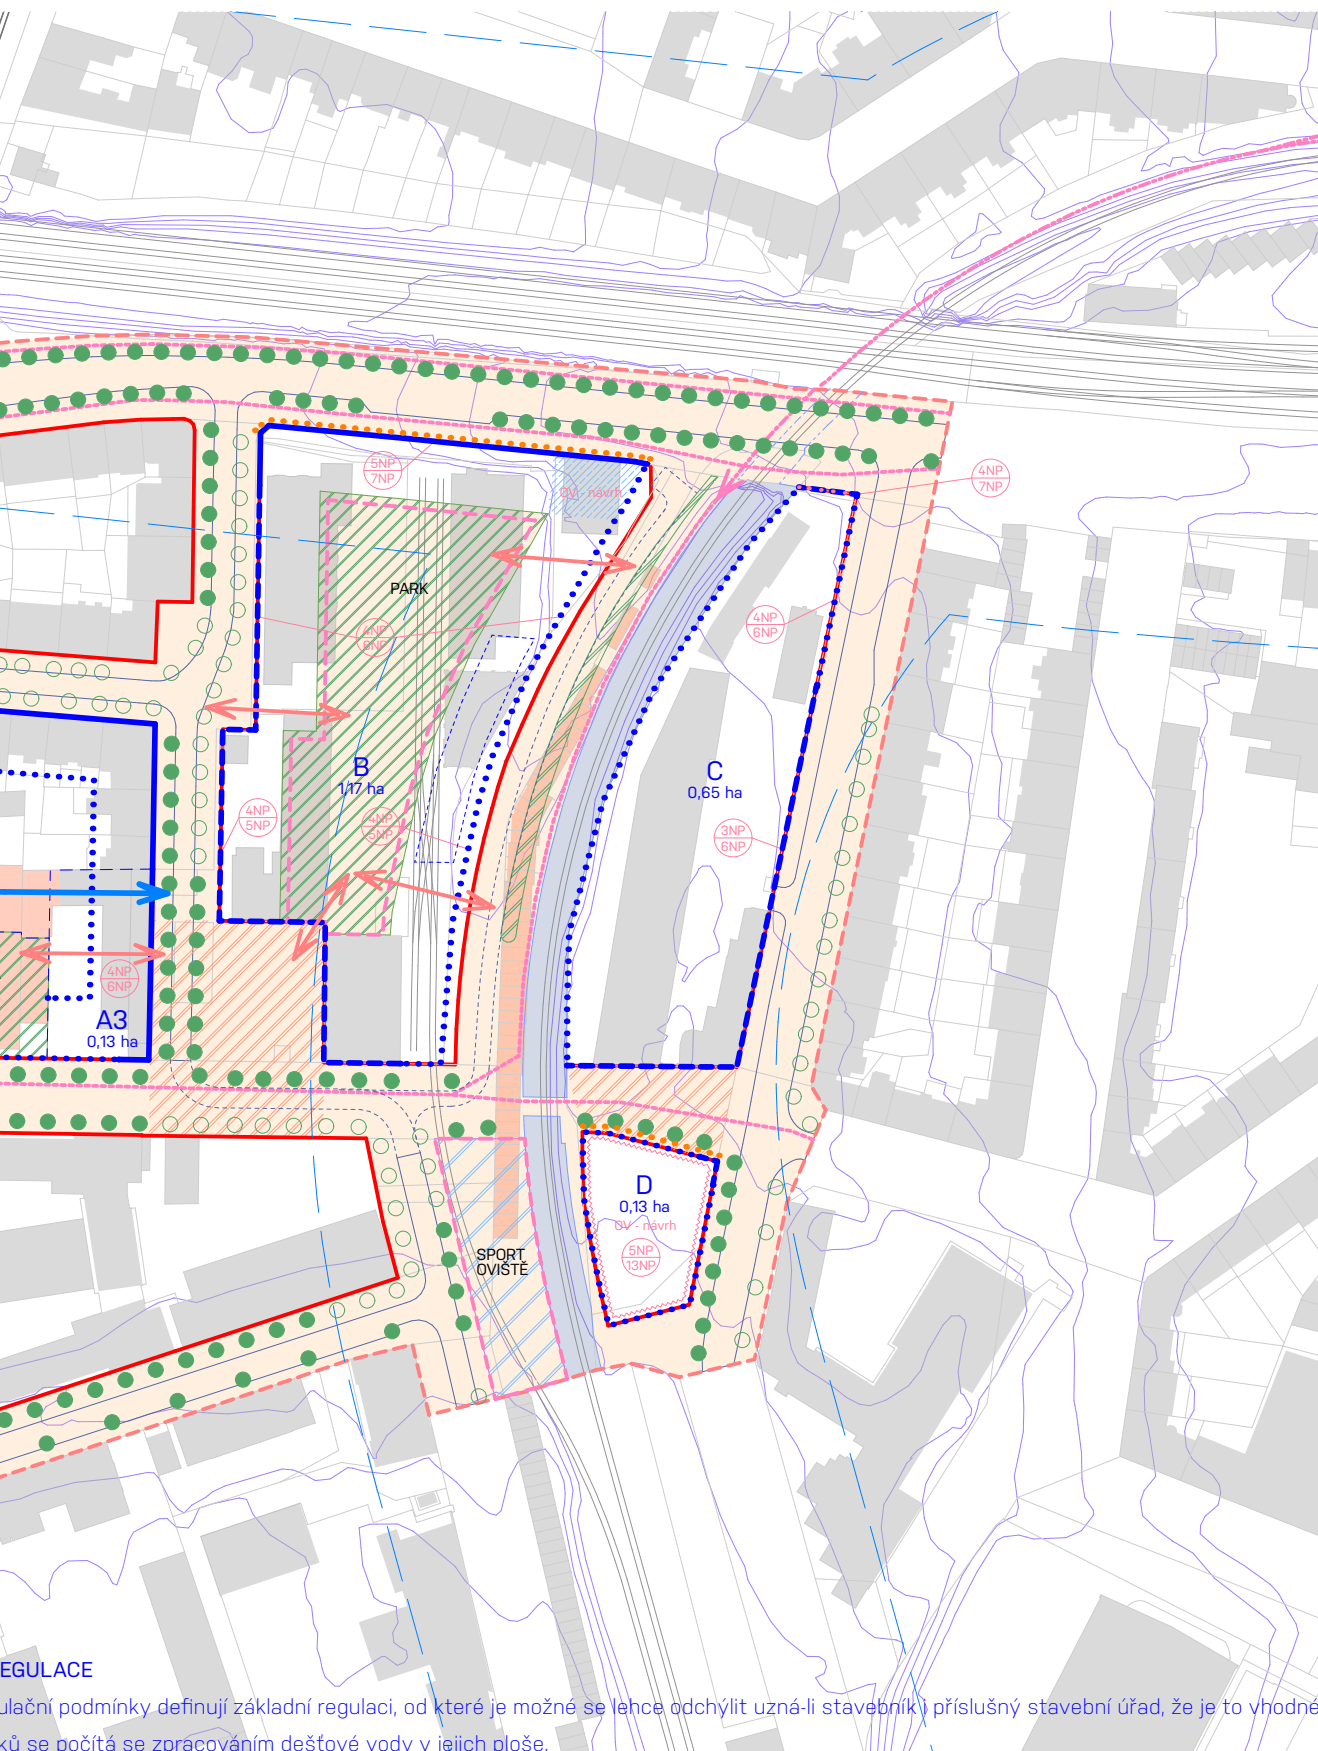 5NP
7NP
OV - návrh
4NP
7NP
PARK
4NP
6NP
4NP
6NP
B
1,17 ha
C
0,65 ha
4NP
5NP
4NP
5NP
3NP
6NP
4NP
6NP
A3
0,13 ha
D
0,13 ha
OV - návrh
5NP
13NP
SPORT
OVIŠTĚ
EGULACE
ulační podmínky definují základní regulaci, od které je možné se lehce odchýlit uzná-li stavebník i příslušný stavební úřad, že je to vhodné
ků se počítá se zpracováním dešťové vody v jejich ploše.